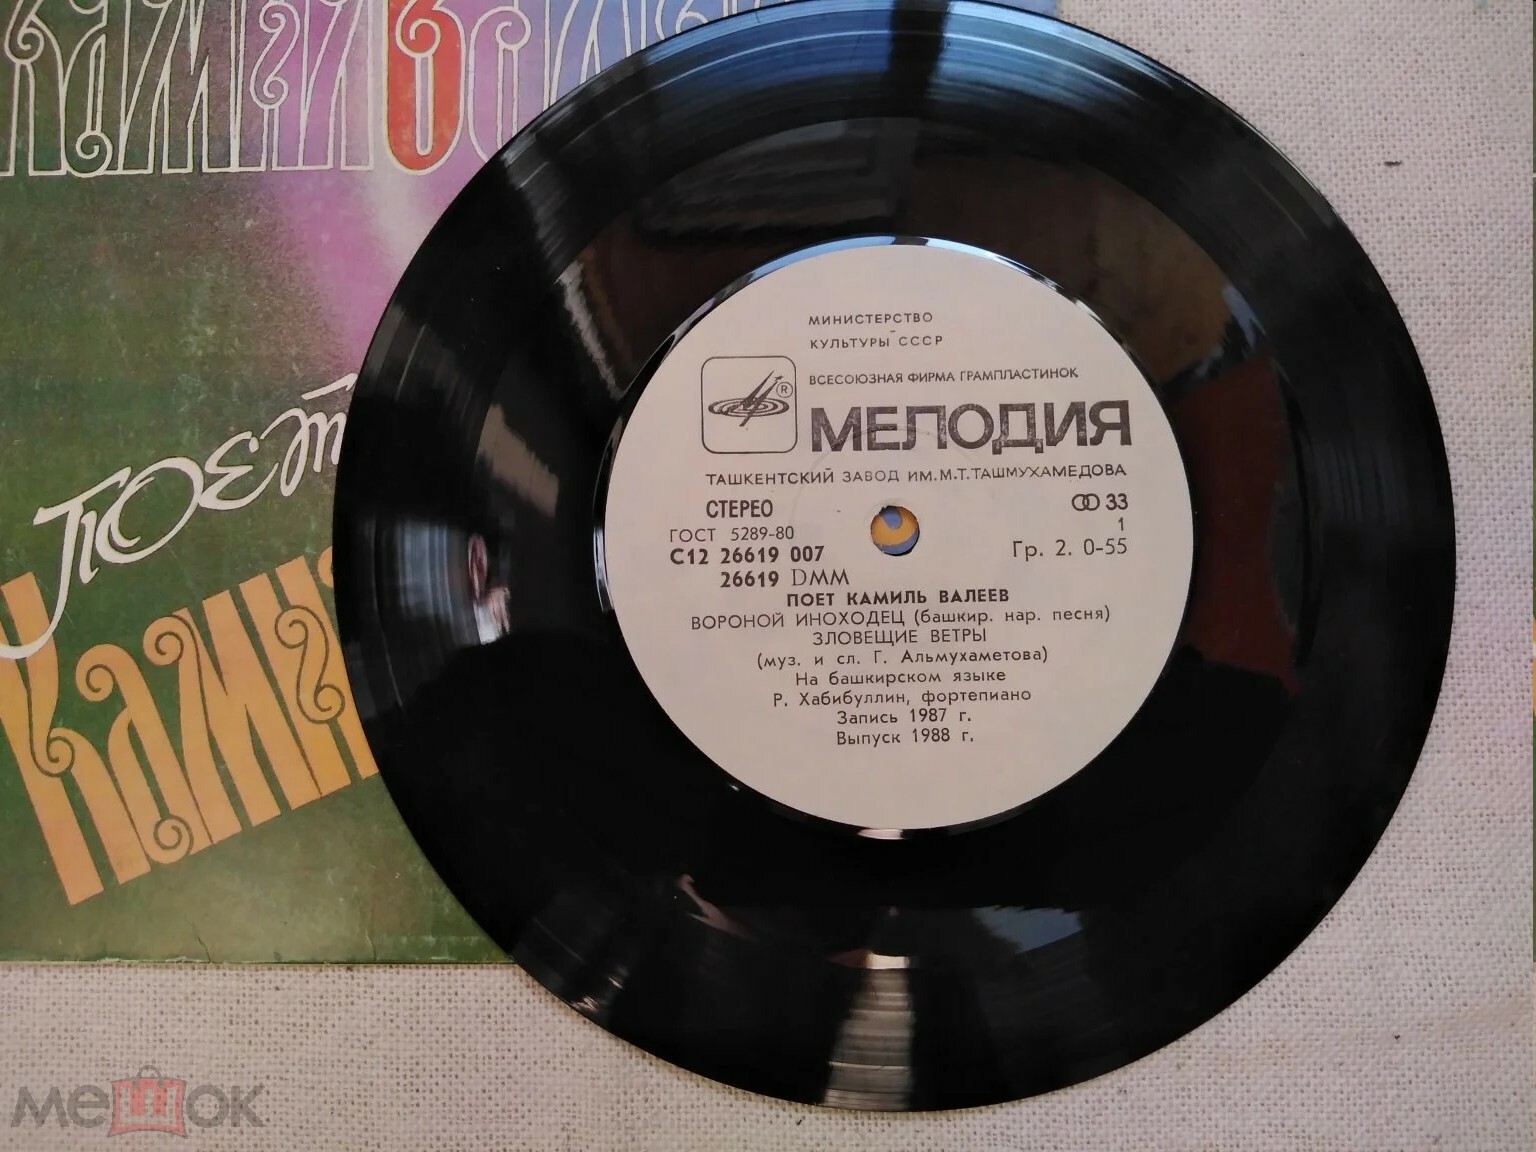 МИНИСТЕРСТВО
КУЛЬТУРЫ СССР
ВСЕСОЮЗНАЯ ФИРМА ГРАМПЛАСТИНОК
МЕЛОДИЯ
ТАШКЕНТСКИЙ ЗАВОД ИМ. М. Т. ТАШМУХАМЕДОВА
СТЕРЕО 33
ГОСТ 5289-80 1
С12 26619 007 Гр. 2. 0-55
26619 DMM
ПОЕТ КАМИЛЬ ВАЛЕЕВ
ВОРОНОЙ ИНОХОДЕЦ (башкир. нар. песня)
ЗЛОВЕЩИЕ ВЕТРЫ
(муз. и сл. Г. Альмухаметова)
На башкирском языке
Р. Хабибуллин, фортепиано
Запись 1987 г.
Выпуск 1988 г.
ПОЕТ
мешок